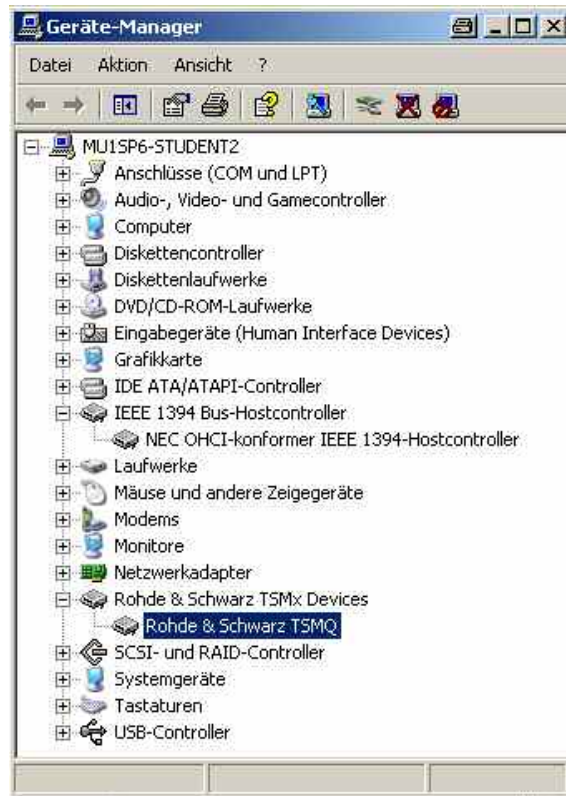 Geräte-Manager
Datei Aktion Ansicht ?
MU1SP6-STUDENT2
Anschlüsse (COM und LPT)
Audio-, Video- und Gamecontroller
Computer
Diskettencontroller
Diskettenlaufwerke
DVD/CD-ROM-Laufwerke
Eingabegeräte (Human Interface Devices)
Grafikkarte
IDE ATA/ATAPI-Controller
IEEE 1394 Bus-Hostcontroller
NEC OHCI-konformer IEEE 1394-Hostcontroller
Laufwerke
Mäuse und andere Zeigegeräte
Modems
Monitore
Netzwerkadapter
Rohde & Schwarz TSMx Devices
Rohde & Schwarz TSMQ
SCSI- und RAID-Controller
Systemgeräte
Tastaturen
USB-Controller